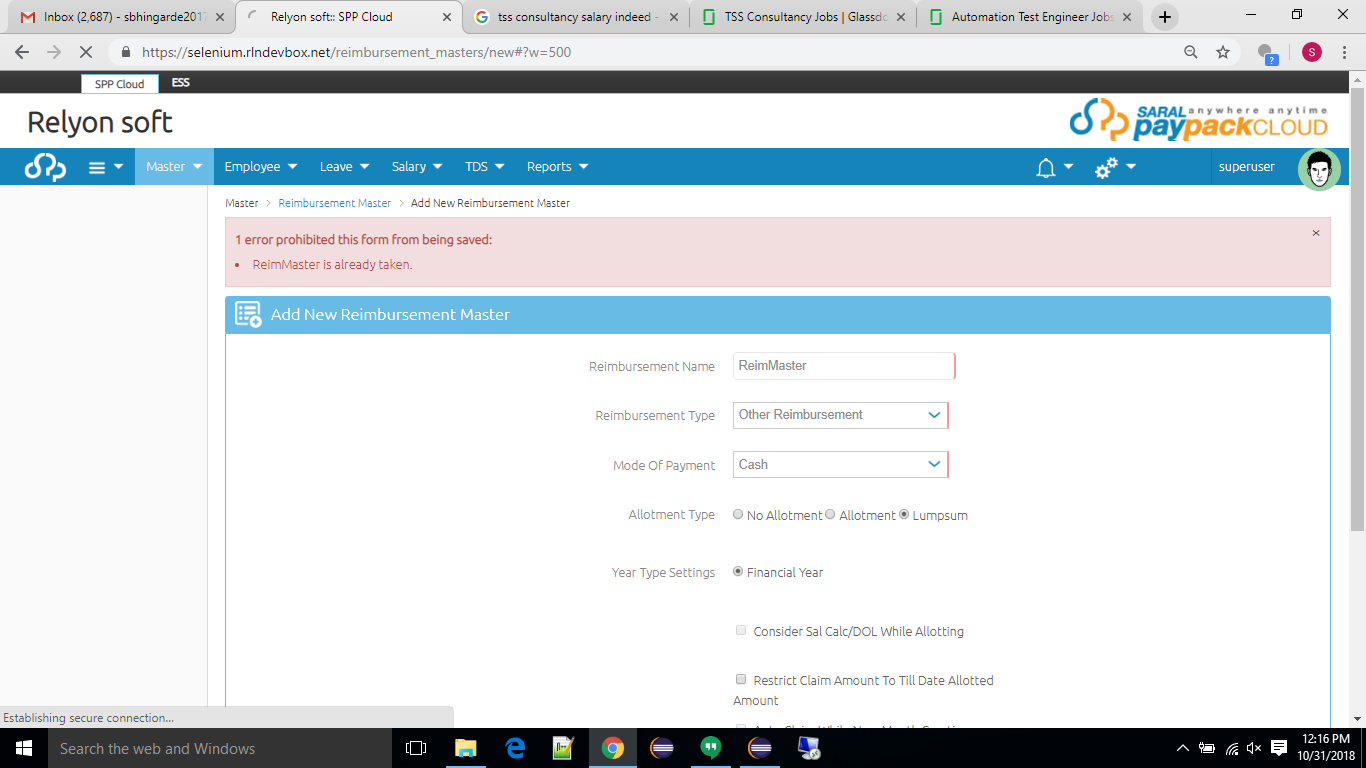 Inbox (2,687) - sbhingarde2017
Relyon soft:: SPP Cloud
tss consultancy salary indeed -
TSS Consultancy Jobs | Glassdo
Automation Test Engineer Jobs
https://selenium.rlndevbox.net/reimbursement_masters/new#?w=500
?
S
SPP Cloud
ESS
Relyon soft
SARAL anywhere anytime
paypackCLOUD
Master
Employee
Leave
Salary
TDS
Reports
superuser
Master > Reimbursement Master > Add New Reimbursement Master
1 error prohibited this form from being saved:
ReimMaster is already taken.
Add New Reimbursement Master
Reimbursement Name
ReimMaster
Reimbursement Type
Other Reimbursement
Mode Of Payment
Cash
Allotment Type
No Allotment Allotment Lumpsum
Year Type Settings
Financial Year
Consider Sal Calc/DOL While Allotting
Restrict Claim Amount To Till Date Allotted
Amount
Establishing secure connection...
Search the web and Windows
12:16 PM
10/31/2018